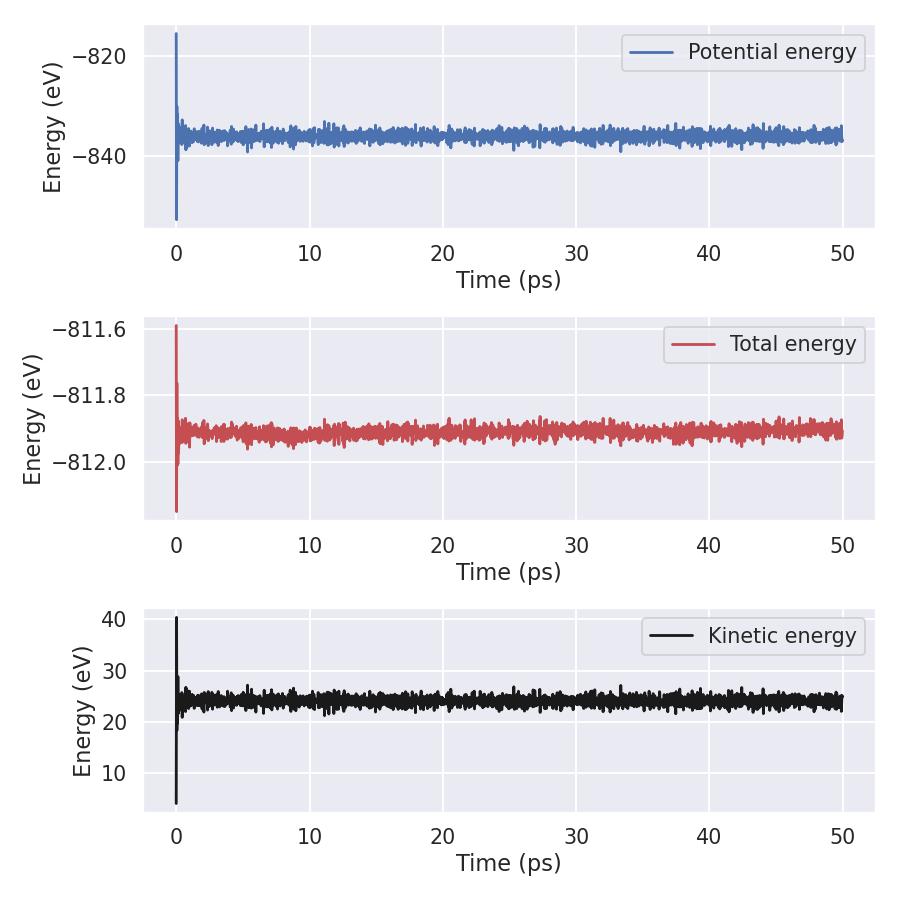 Energy (eV)
−820
−840
Potential energy
0 10 20 30 40 50
Time (ps)
Energy (eV)
−811.6
−811.8
−812.0
Total energy
0 10 20 30 40 50
Time (ps)
Energy (eV)
40
30
20
10
Kinetic energy
0 10 20 30 40 50
Time (ps)